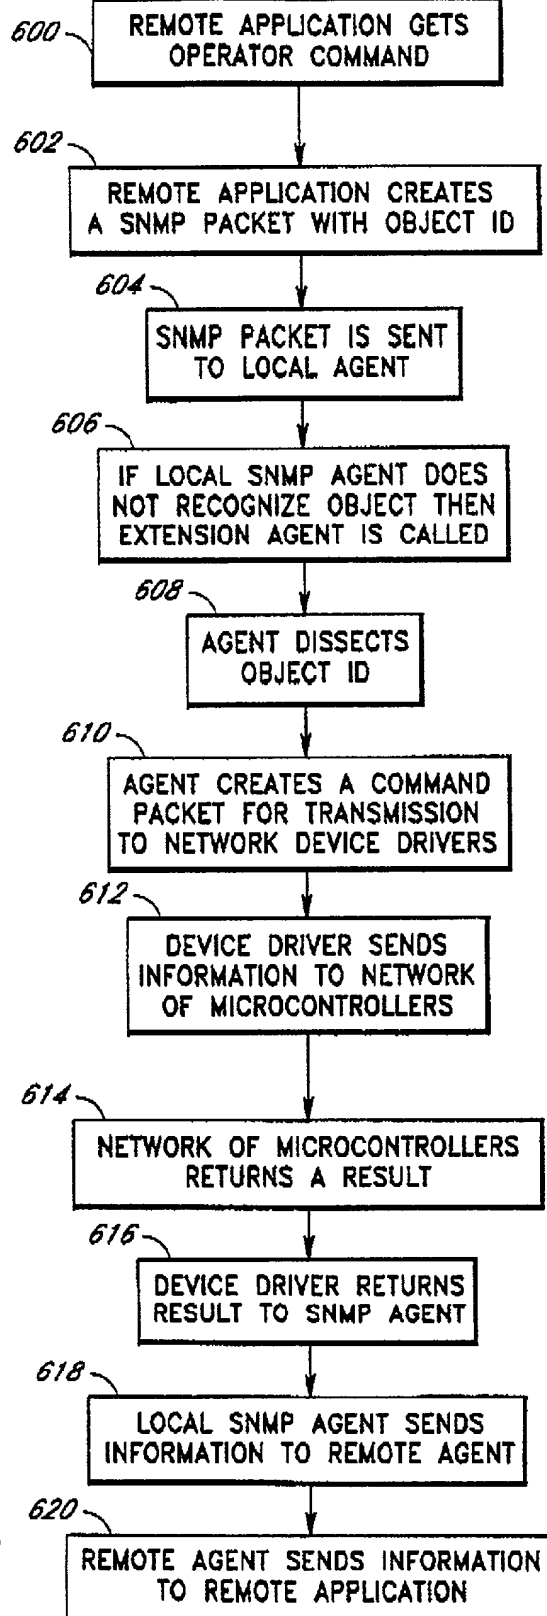 600
REMOTE APPLICATION GETS
OPERATOR COMMAND
602
REMOTE APPLICATION CREATES
A SNMP PACKET WITH OBJECT ID
604
SNMP PACKET IS SENT
TO LOCAL AGENT
606
IF LOCAL SNMP AGENT DOES
NOT RECOGNIZE OBJECT THEN
EXTENSION AGENT IS CALLED
608
AGENT DISSECTS
OBJECT ID
610
AGENT CREATES A COMMAND
PACKET FOR TRANSMISSION
TO NETWORK DEVICE DRIVERS
612
DEVICE DRIVER SENDS
INFORMATION TO NETWORK
OF MICROCONTROLLERS
614
NETWORK OF MICROCONTROLLERS
RETURNS A RESULT
616
DEVICE DRIVER RETURNS
RESULT TO SNMP AGENT
618
LOCAL SNMP AGENT SENDS
INFORMATION TO REMOTE AGENT
620
REMOTE AGENT SENDS INFORMATION
TO REMOTE APPLICATION